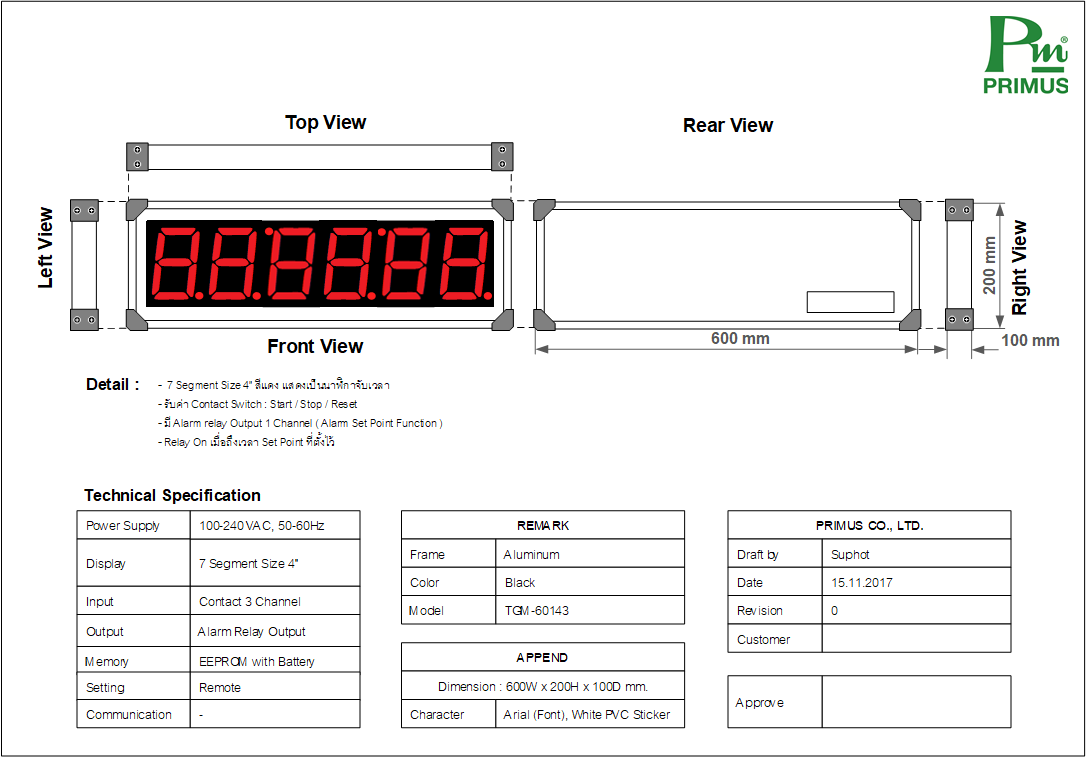 Pm®
PRIMUS
Top View
Rear View
Left View
Front View
Right View
200 mm
600 mm
100 mm
Detail :
- 7 Segment Size 4" สีแดง แสดงเป็นนาฬิกาจับเวลา
- รับค่า Contact Switch : Start / Stop / Reset
- มี Alarm relay Output 1 Channel ( Alarm Set Point Function )
- Relay On เมื่อถึงเวลา Set Point ที่ตั้งไว้
Technical Specification
Power Supply 100-240 VAC, 50-60Hz
Display 7 Segment Size 4"
Input Contact 3 Channel
Output Alarm Relay Output
Memory EEPROM with Battery
Setting Remote
Communication -
REMARK
Frame Aluminum
Color Black
Model TGM-60143
APPEND
Dimension : 600W x 200H x 100D mm.
Character Arial (Font), White PVC Sticker
PRIMUS CO., LTD.
Draft by Suphot
Date 15.11.2017
Revision 0
Customer
Approve